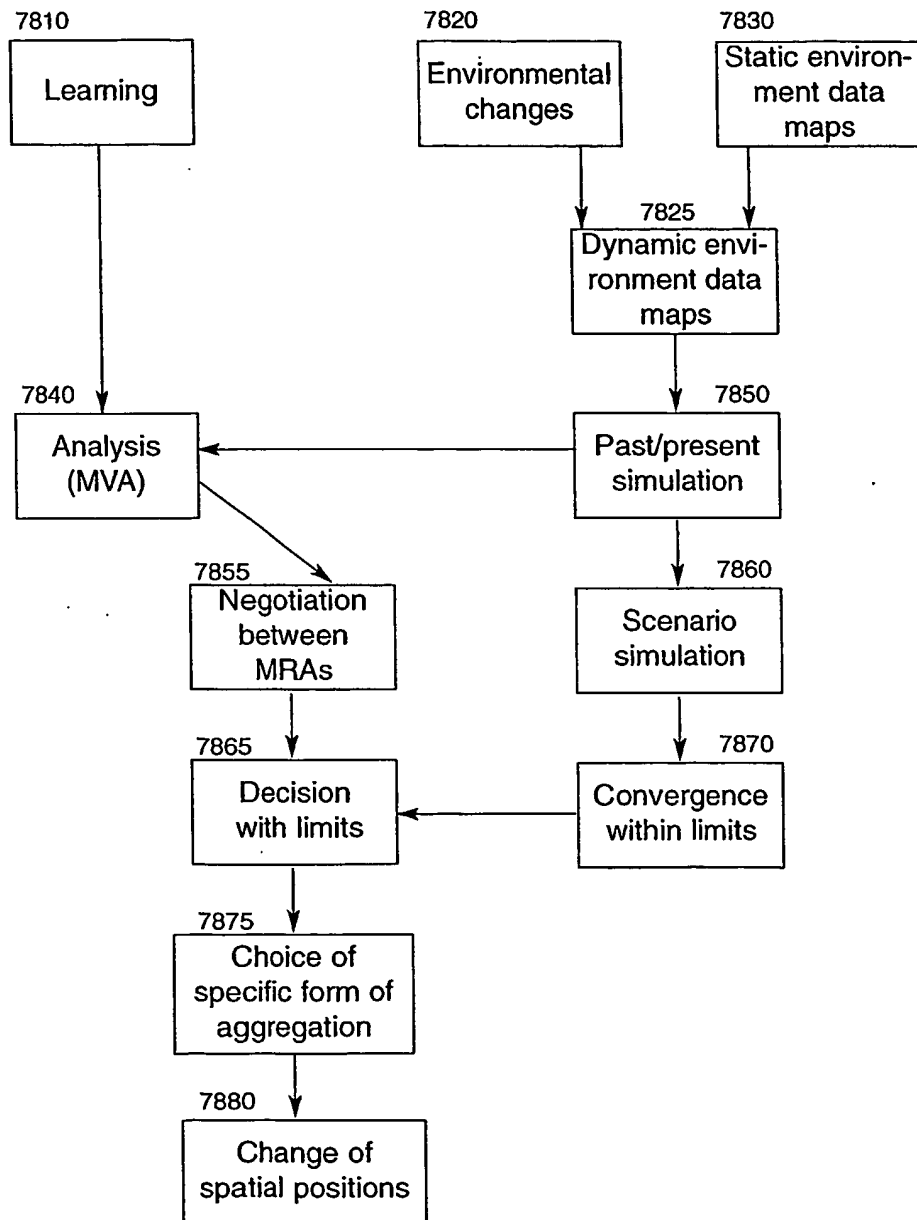 7810
Learning
7820
Environmental
changes
7830
Static environ-
ment data
maps
7825
Dynamic envi-
ronment data
maps
7840
Analysis
(MVA)
7850
Past/present
simulation
7855
Negotiation
between
MRAs
7860
Scenario
simulation
7865
Decision
with limits
7870
Convergence
within limits
7875
Choice of
specific form of
aggregation
7880
Change of
spatial positions